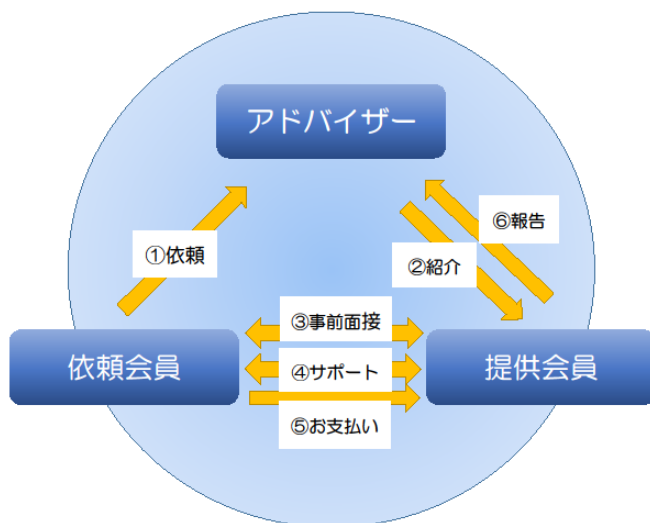 アドバイザー
①依頼
⑥報告
②紹介
③事前面接
依頼会員
④サポート
提供会員
⑤お支払い